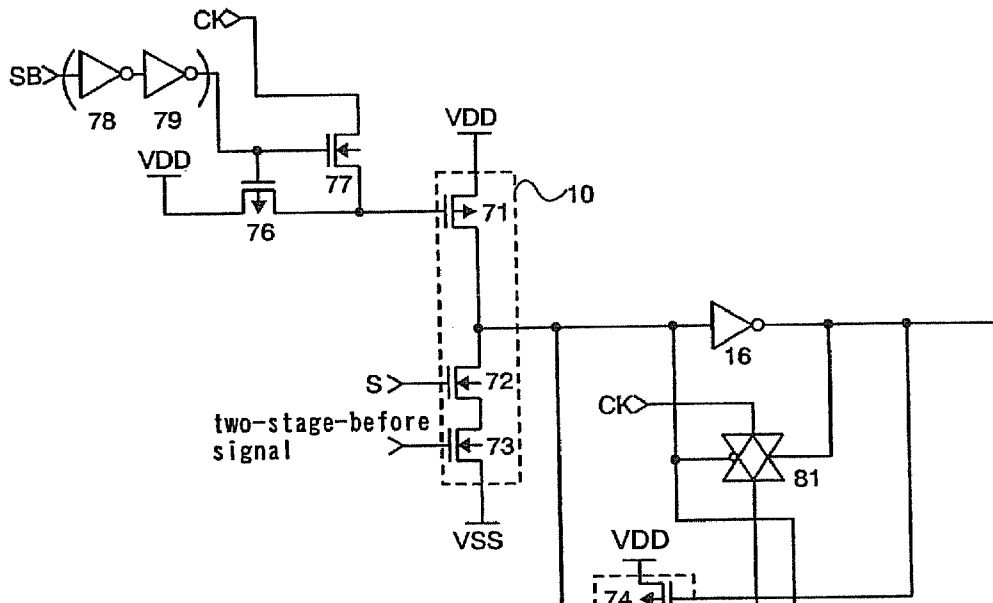 CK
SB
78
79
VDD
VDD
77
10
71
76
16
S
72
CK
two-stage-before
signal
73
81
VSS
VDD
74